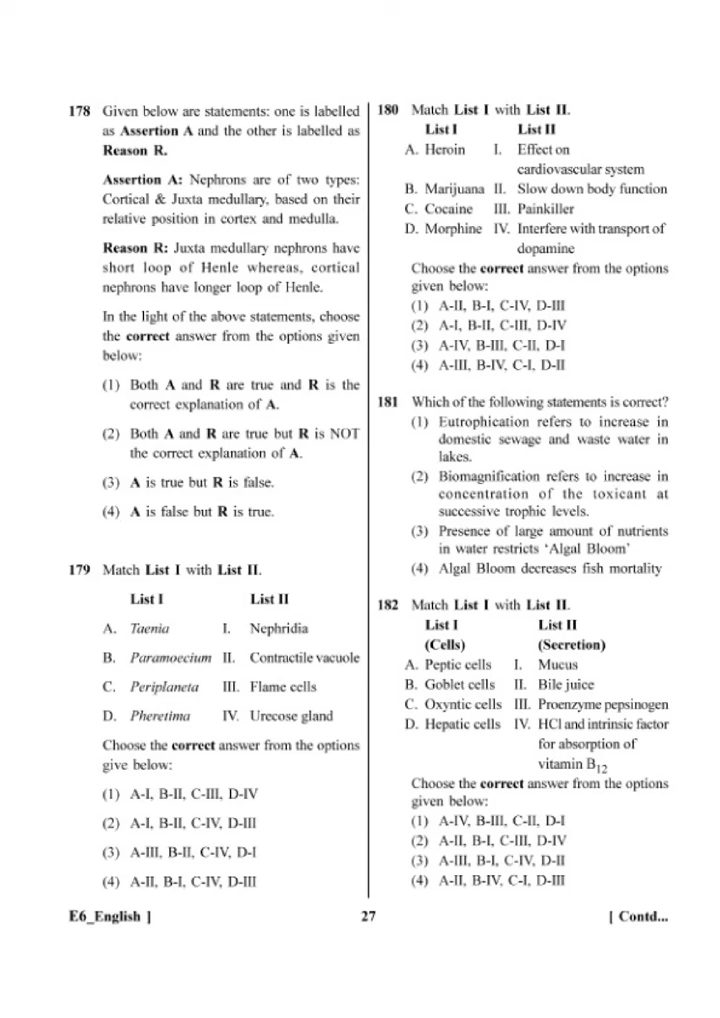 178 Given below are statements: one is labelled
as Assertion A and the other is labelled as
Reason R.
Assertion A: Nephrons are of two types:
Cortical & Juxta medullary, based on their
relative position in cortex and medulla.
Reason R: Juxta medullary nephrons have
short loop of Henle whereas, cortical
nephrons have longer loop of Henle.
In the light of the above statements, choose
the correct answer from the options given
below:
(1) Both A and R are true and R is the
correct explanation of A.
(2) Both A and R are true but R is NOT
the correct explanation of A.
(3) A is true but R is false.
(4) A is false but R is true.
179 Match List I with List II.
List I List II
A. Taenia I. Nephridia
B. Paramoecium II. Contractile vacuole
C. Periplaneta III. Flame cells
D. Pheretima IV. Urecose gland
Choose the correct answer from the options
give below:
(1) A-I, B-II, C-III, D-IV
(2) A-I, B-II, C-IV, D-III
(3) A-III, B-II, C-IV, D-I
(4) A-II, B-I, C-IV, D-III
180 Match List I with List II.
List I List II
A. Heroin I. Effect on
cardiovascular system
B. Marijuana II. Slow down body function
C. Cocaine III. Painkiller
D. Morphine IV. Interfere with transport of
dopamine
Choose the correct answer from the options
given below:
(1) A-II, B-I, C-IV, D-III
(2) A-I, B-II, C-III, D-IV
(3) A-IV, B-III, C-II, D-I
(4) A-III, B-IV, C-I, D-II
181 Which of the following statements is correct?
(1) Eutrophication refers to increase in
domestic sewage and waste water in
lakes.
(2) Biomagnification refers to increase in
concentration of the toxicant at
successive trophic levels.
(3) Presence of large amount of nutrients
in water restricts ‘Algal Bloom’
(4) Algal Bloom decreases fish mortality
182 Match List I with List II.
List I List II
(Cells) (Secretion)
A. Peptic cells I. Mucus
B. Goblet cells II. Bile juice
C. Oxyntic cells III. Proenzyme pepsinogen
D. Hepatic cells IV. HCl and intrinsic factor
for absorption of
vitamin B12
Choose the correct answer from the options
given below:
(1) A-IV, B-III, C-II, D-I
(2) A-II, B-I, C-III, D-IV
(3) A-III, B-I, C-IV, D-II
(4) A-II, B-IV, C-I, D-III
E6_English ] 27 [ Contd...